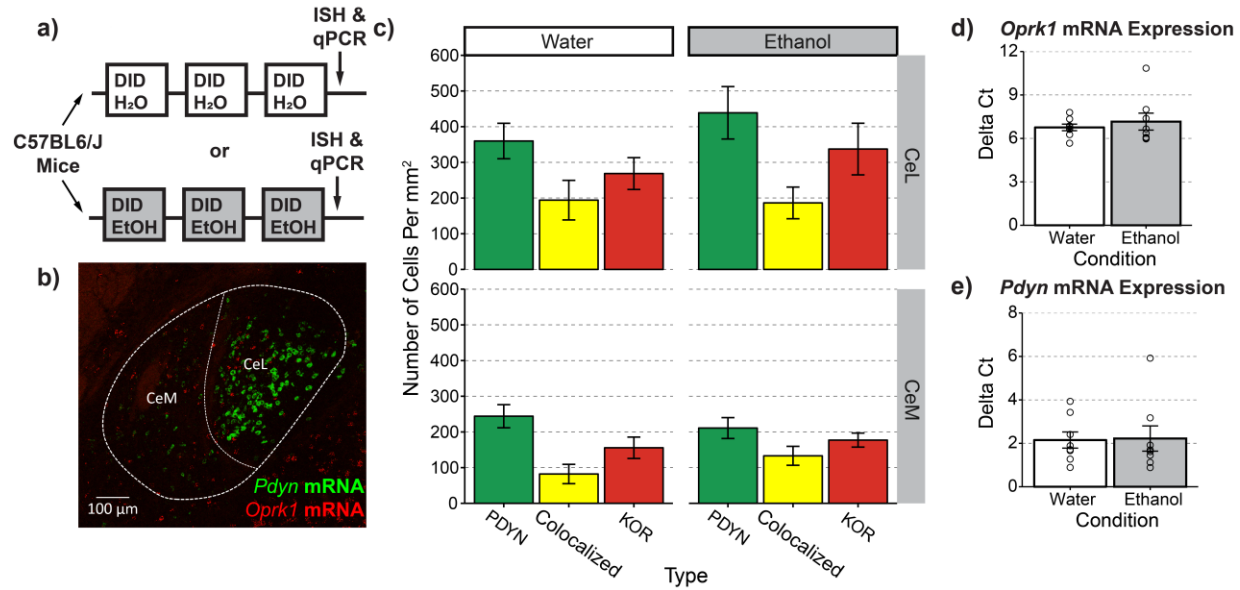 a)
ISH &
qPCR
DID
H₂O
DID
H₂O
DID
H₂O
C57BL6/J
Mice
or
ISH &
qPCR
DID
EtOH
DID
EtOH
DID
EtOH
b)
CeM
CeL
100 µm
Pdyn mRNA
Oprk1 mRNA
c)
Water
Ethanol
Number of Cells Per mm²
600
500
400
300
200
100
0
CeL
600
500
400
300
200
100
0
CeM
PDYN
Colocalized
KOR
PDYN
Colocalized
KOR
Type
d)
Oprk1 mRNA Expression
Delta Ct
12
9
6
3
0
Water
Ethanol
Condition
e)
Pdyn mRNA Expression
Delta Ct
8
6
4
2
0
Water
Ethanol
Condition